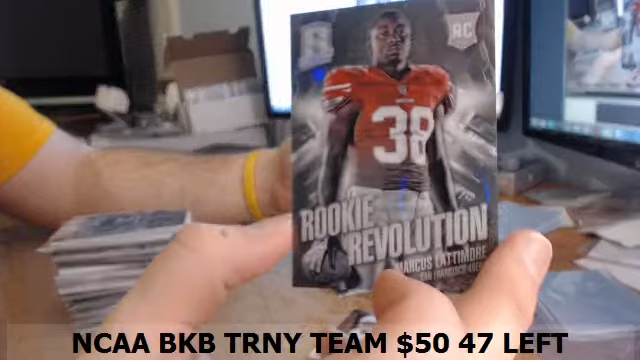 RC
38
ROOKIE
REVOLUTION
MARCUS LATTIMORE
SAN FRANCISCO 49ERS
NCAA BKB TRNY TEAM $50 47 LEFT